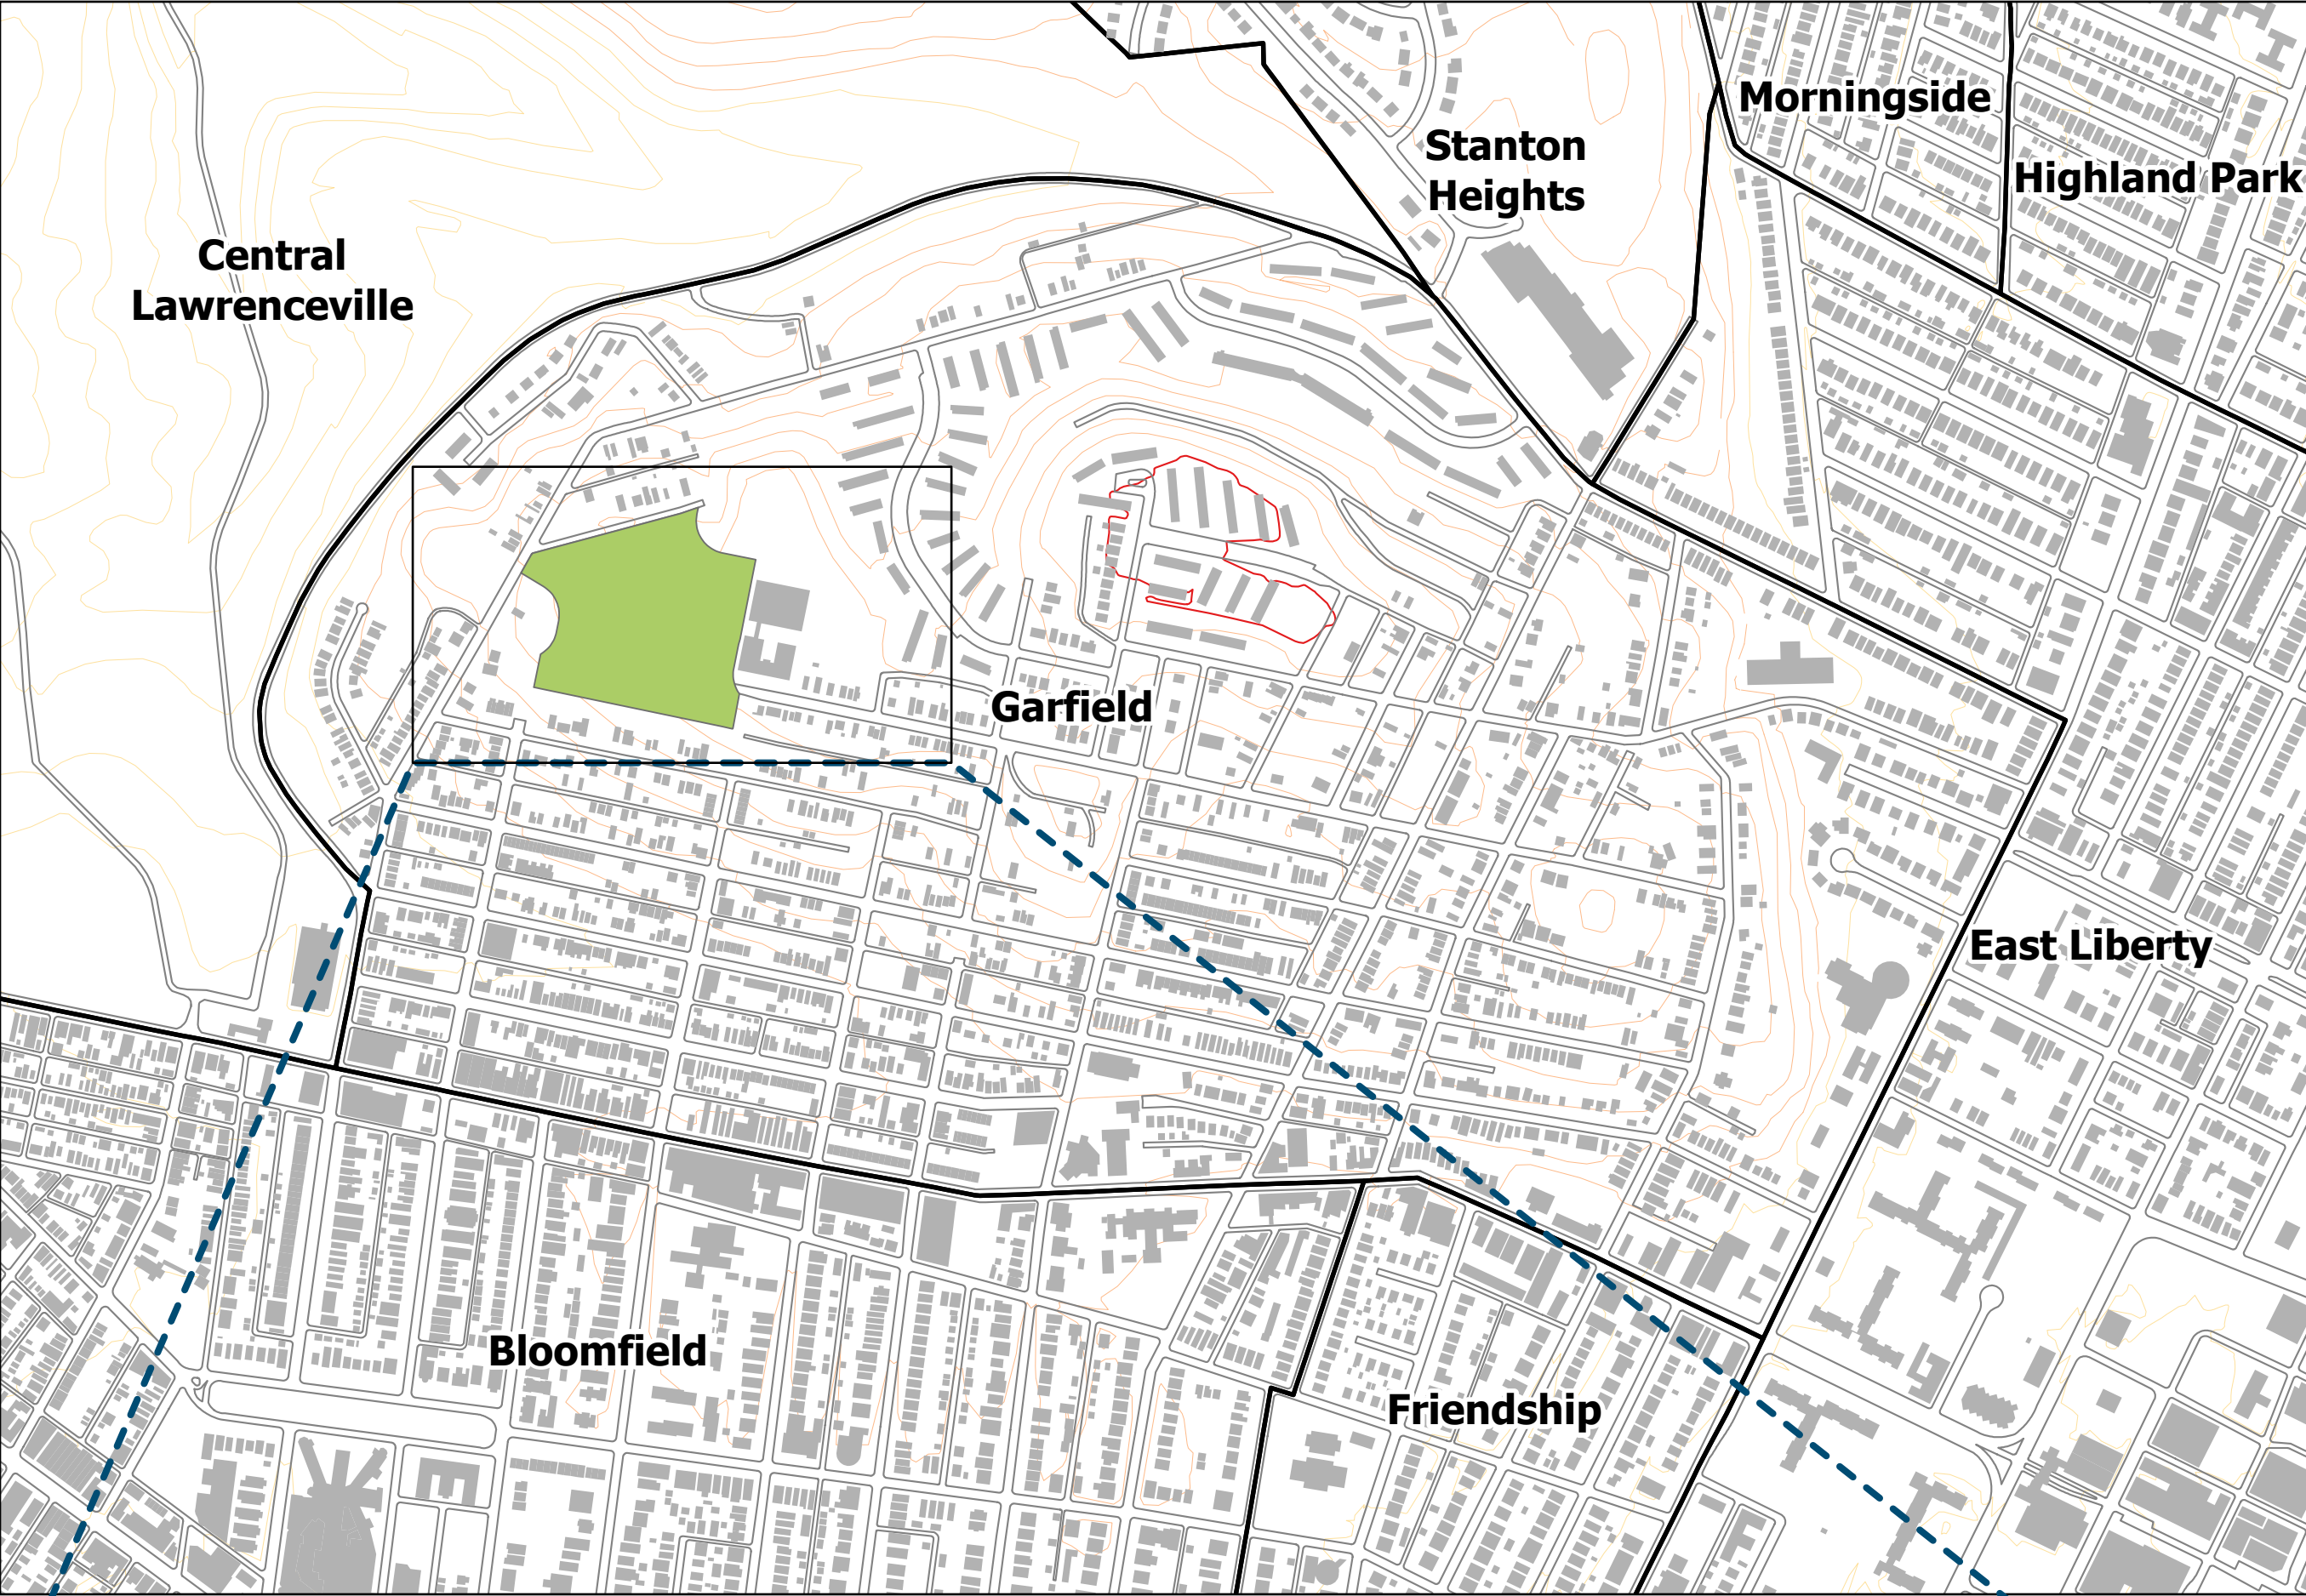 Morningside
Stanton
Heights
Highland Park
Central
Lawrenceville
Garfield
East Liberty
Bloomfield
Friendship